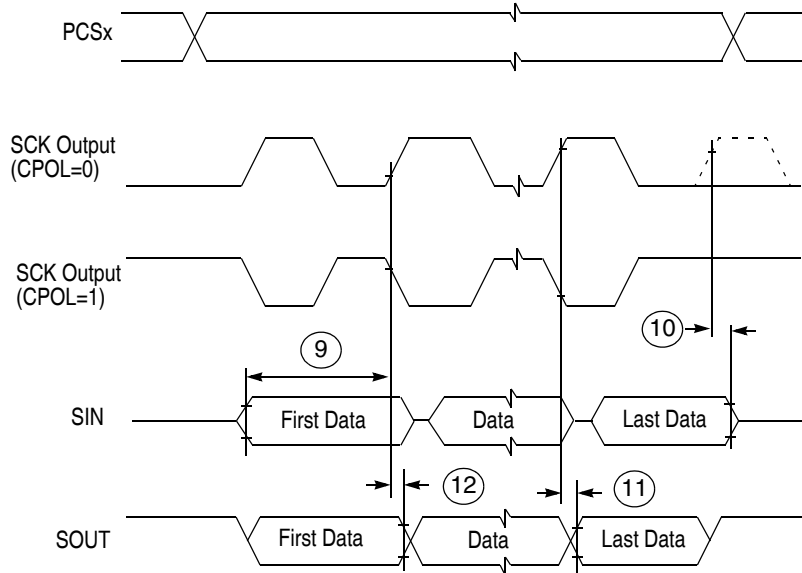 PCSx
SCK Output
(CPOL=0)
SCK Output
(CPOL=1)
10
9
SIN
First Data
Data
Last Data
12
11
SOUT
First Data
Data
Last Data